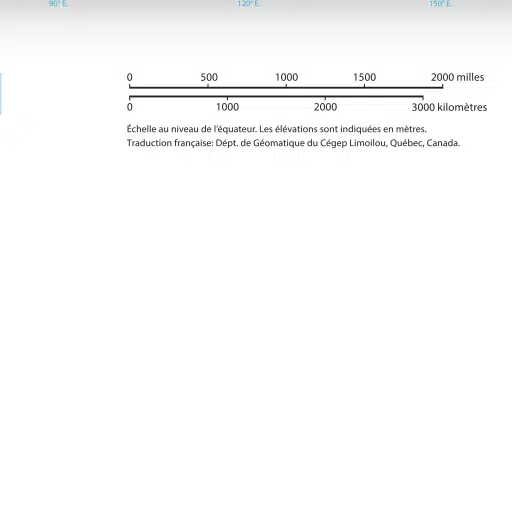 90° E. 120° E. 150° E.
0 500 1000 1500 2000 milles
0 1000 2000 3000 kilomètres
Échelle au niveau de l'équateur. Les élévations sont indiquées en mètres.
Traduction française: Dépt. de Géomatique du Cégep Limoilou, Québec, Canada.